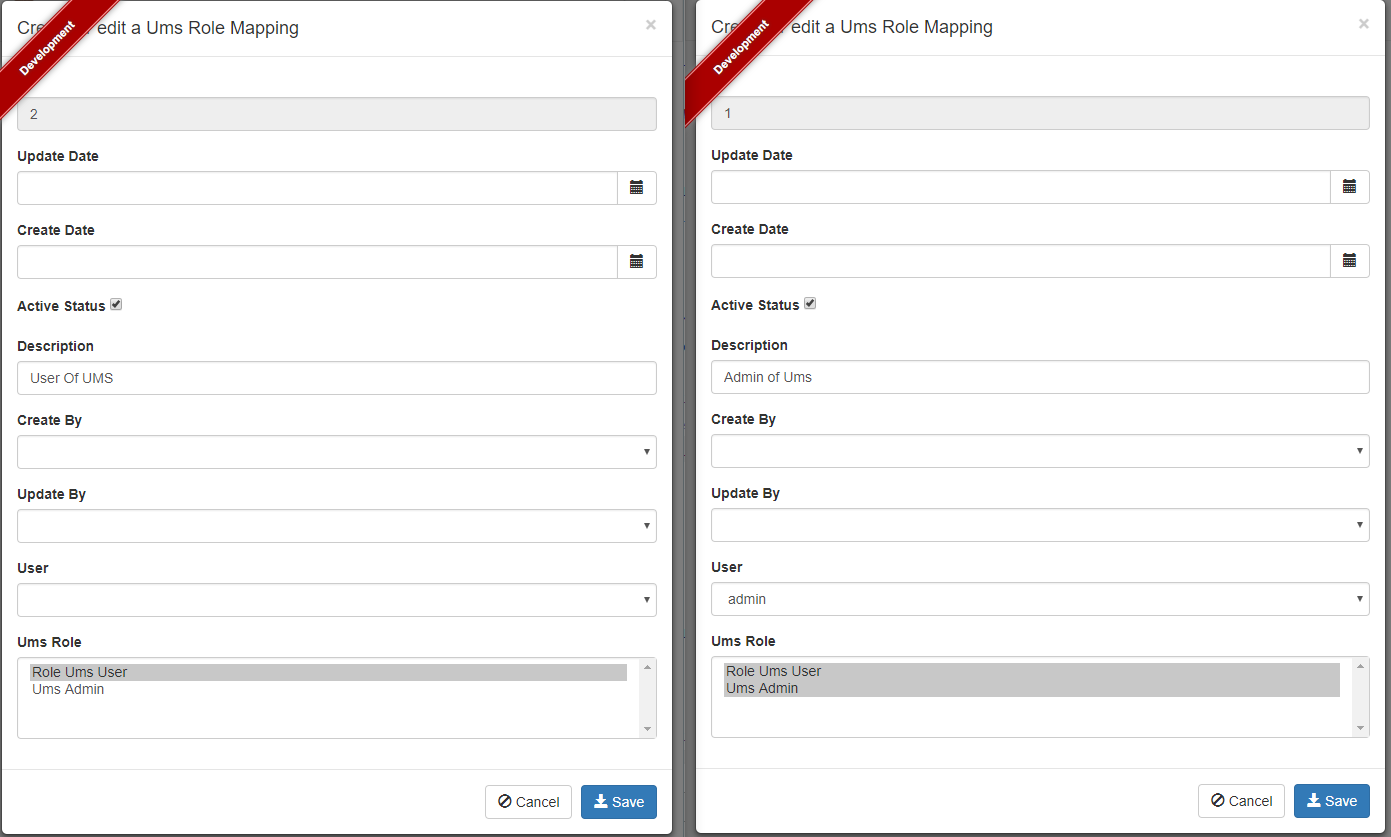 Cre edit a Ums Role Mapping ×
Development
2
Update Date
Create Date
Active Status
Description
User Of UMS
Create By
Update By
User
Ums Role
Role Ums User
Ums Admin
Cancel Save
Cre edit a Ums Role Mapping ×
Development
1
Update Date
Create Date
Active Status
Description
Admin of Ums
Create By
Update By
User
admin
Ums Role
Role Ums User
Ums Admin
Cancel Save